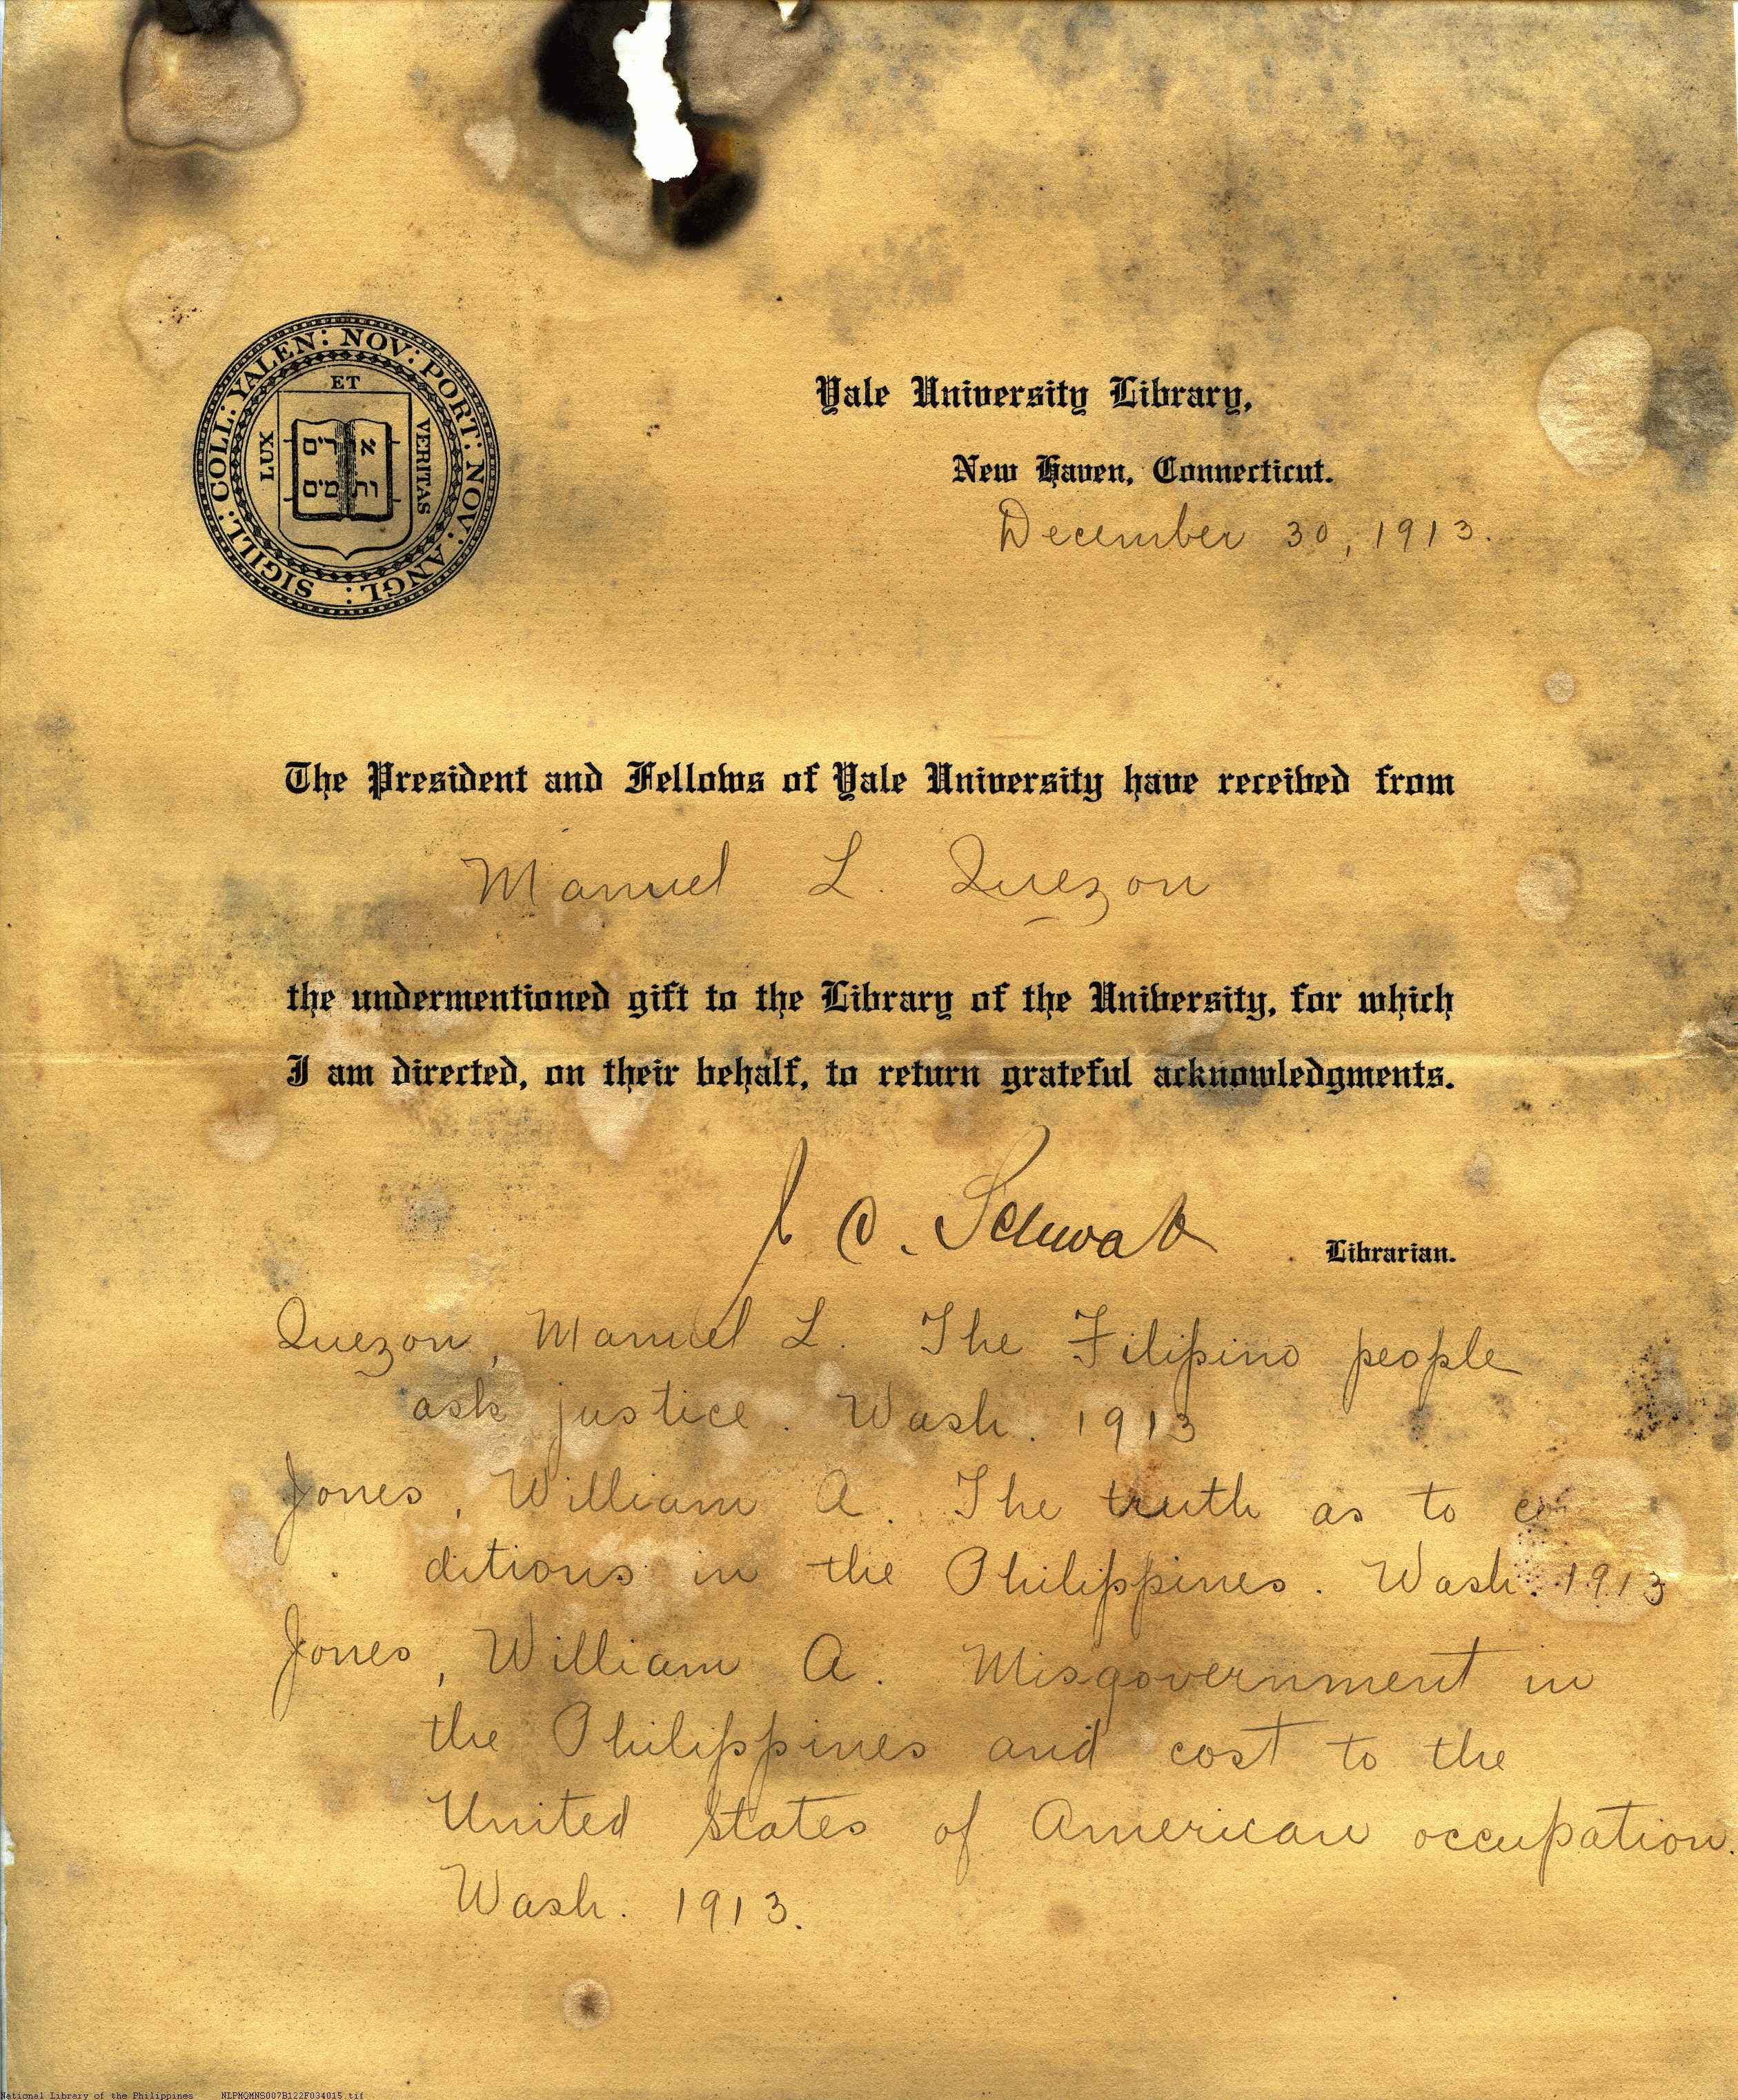 SIGILL: COLL: YALEN: NOV: PORT: NOV: ANGL:
ET
LUX
VERITAS
אורים
ותמים
Yale University Library,
New Haven, Connecticut.
December 30, 1913.
The President and Fellows of Yale University have received from
Manuel L. Quezon
the undermentioned gift to the Library of the University, for which
I am directed, on their behalf, to return grateful acknowledgments.
J C. Schwab Librarian.
Quezon, Manuel L. The Filipino people
ask justice. Wash. 1913
Jones, William A. The truth as to
ditions in the Philippines. Wash. 1913
Jones, William A. Misgovernment in
the Philippines and cost to the
United States of American occupation.
Wash. 1913.
National Library of the Philippines NLPMQMNS007B122F034015.tif